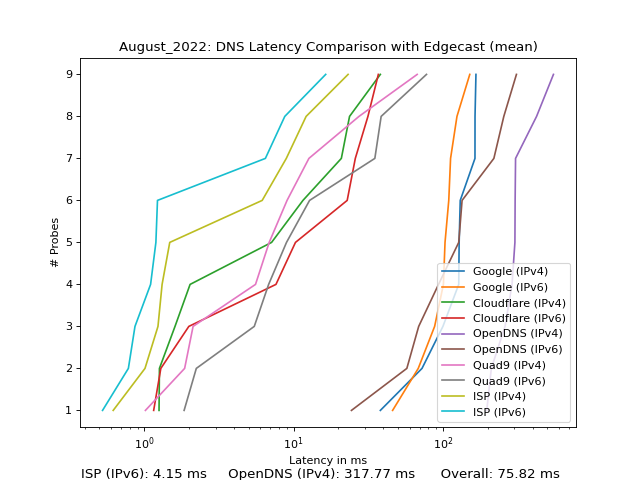 August_2022: DNS Latency Comparison with Edgecast (mean)
# Probes
9
8
7
6
5
4
3
2
1
Google (IPv4)
Google (IPv6)
Cloudflare (IPv4)
Cloudflare (IPv6)
OpenDNS (IPv4)
OpenDNS (IPv6)
Quad9 (IPv4)
Quad9 (IPv6)
ISP (IPv4)
ISP (IPv6)
10⁰ 10¹ 10²
Latency in ms
ISP (IPv6): 4.15 ms OpenDNS (IPv4): 317.77 ms Overall: 75.82 ms